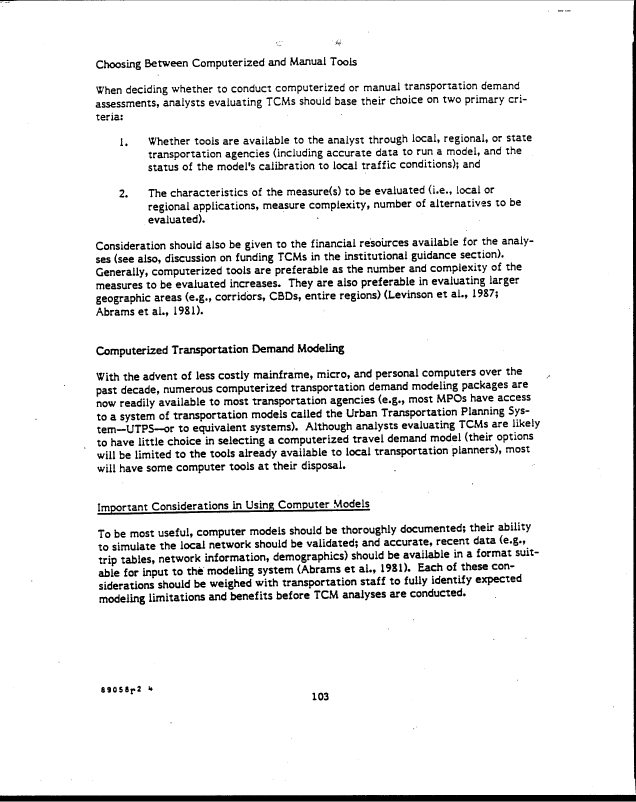 4
Choosing Between Computerized and Manual Tools
When deciding whether to conduct computerized or manual transportation demand
assessments, analysts evaluating TCMs should base their choice on two primary cri-
teria:
1. Whether tools are available to the analyst through local, regional, or state
transportation agencies (including accurate data to run a model, and the
status of the model's calibration to local traffic conditions); and
2. The characteristics of the measure(s) to be evaluated (i.e., local or
regional applications, measure complexity, number of alternatives to be
evaluated).
Consideration should also be given to the financial resources available for the analy-
ses (see also, discussion on funding TCMs in the institutional guidance section).
Generally, computerized tools are preferable as the number and complexity of the
measures to be evaluated increases. They are also preferable in evaluating larger
geographic areas (e.g., corridors, CBDs, entire regions) (Levinson et al., 1987;
Abrams et al., 1981).
Computerized Transportation Demand Modeling
With the advent of less costly mainframe, micro, and personal computers over the
past decade, numerous computerized transportation demand modeling packages are
now readily available to most transportation agencies (e.g., most MPOs have access
to a system of transportation models called the Urban Transportation Planning Sys-
tem—UTPS—or to equivalent systems). Although analysts evaluating TCMs are likely
to have little choice in selecting a computerized travel demand model (their options
will be limited to the tools already available to local transportation planners), most
will have some computer tools at their disposal.
Important Considerations in Using Computer Models
To be most useful, computer models should be thoroughly documented; their ability
to simulate the local network should be validated; and accurate, recent data (e.g.,
trip tables, network information, demographics) should be available in a format suit-
able for input to the modeling system (Abrams et al., 1981). Each of these con-
siderations should be weighed with transportation staff to fully identify expected
modeling limitations and benefits before TCM analyses are conducted.
89058r2 4
103